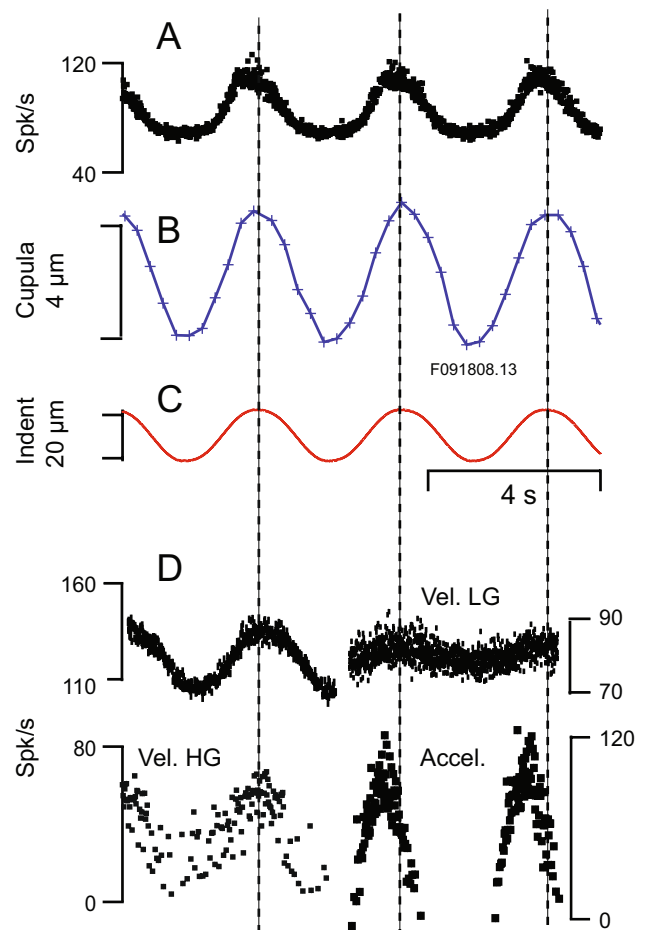 A
120
Spk/s
40
B
Cupula
4 µm
F091808.13
C
Indent
20 µm
4 s
D
160
Vel. LG
90
110
70
Spk/s
80
Vel. HG
Accel.
120
0
0